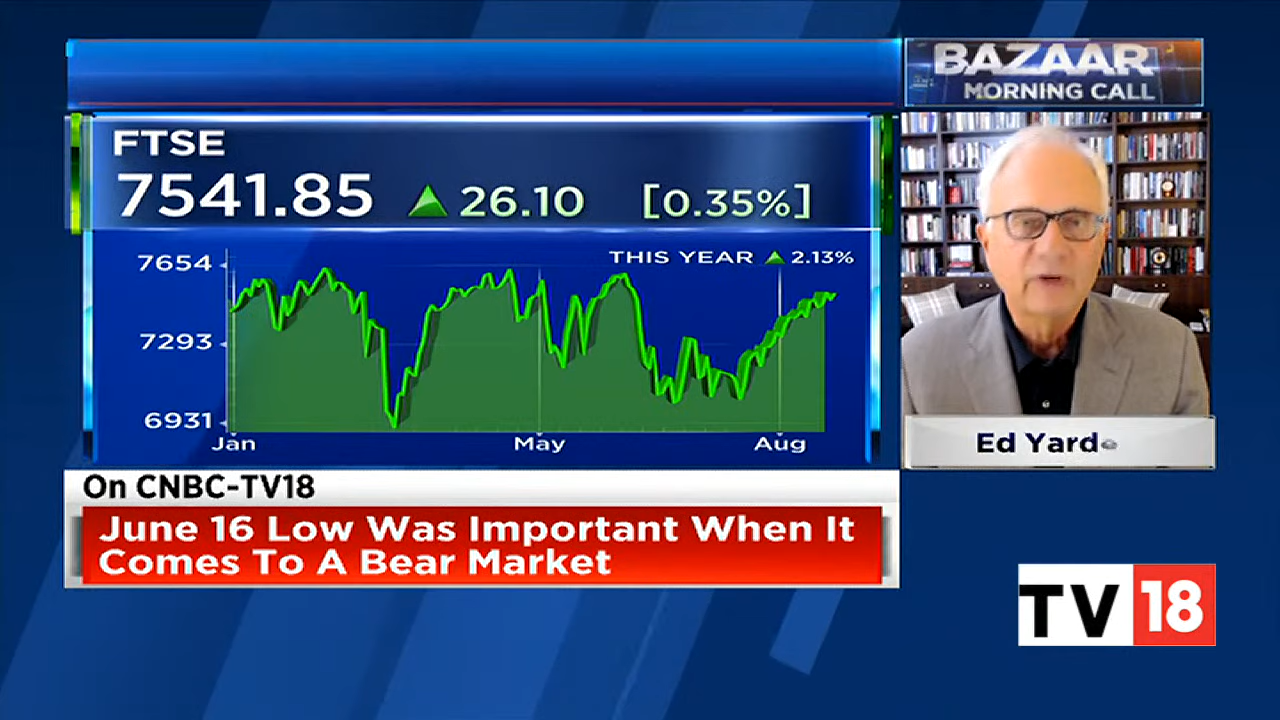 BAZAAR
MORNING CALL
FTSE
7541.85 ▲ 26.10 [0.35%]
THIS YEAR ▲ 2.13%
7654
7293
6931
Jan May Aug
Ed Yard
On CNBC-TV18
June 16 Low Was Important When It
Comes To A Bear Market
TV18